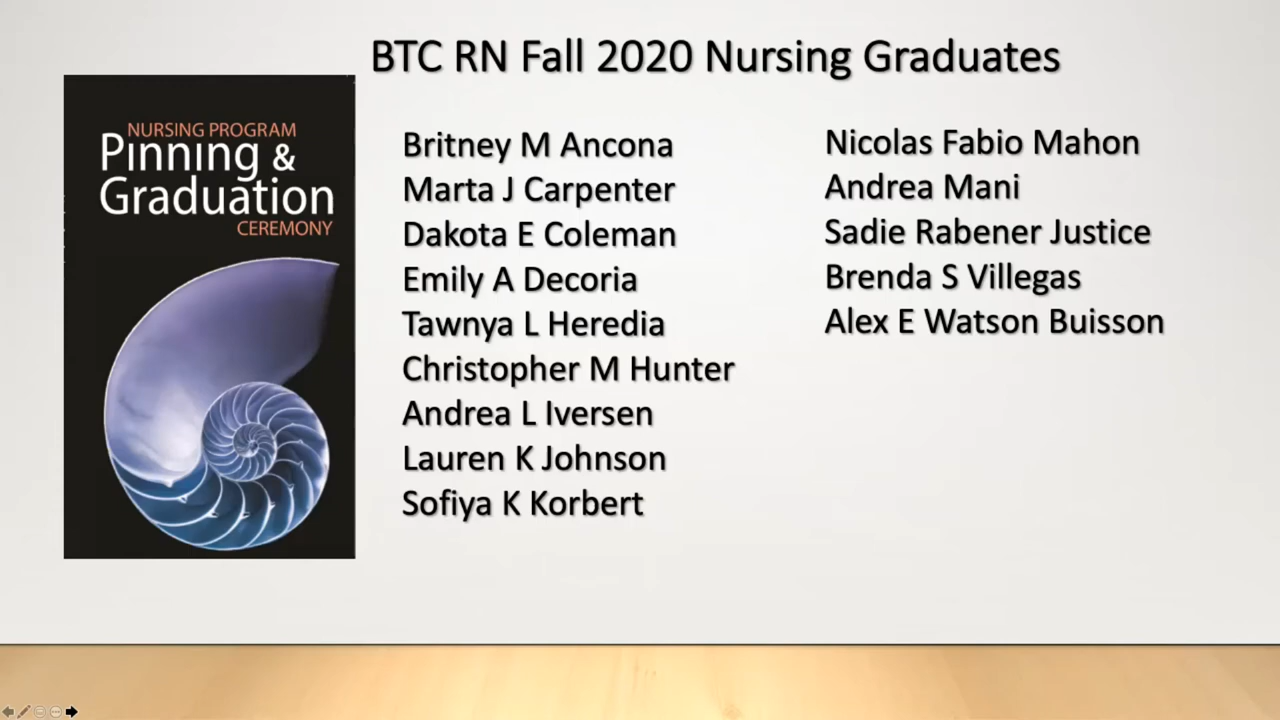 BTC RN Fall 2020 Nursing Graduates
NURSING PROGRAM
Pinning &
Graduation
CEREMONY
Britney M Ancona
Marta J Carpenter
Dakota E Coleman
Emily A Decoria
Tawnya L Heredia
Christopher M Hunter
Andrea L Iversen
Lauren K Johnson
Sofiya K Korbert
Nicolas Fabio Mahon
Andrea Mani
Sadie Rabener Justice
Brenda S Villegas
Alex E Watson Buisson